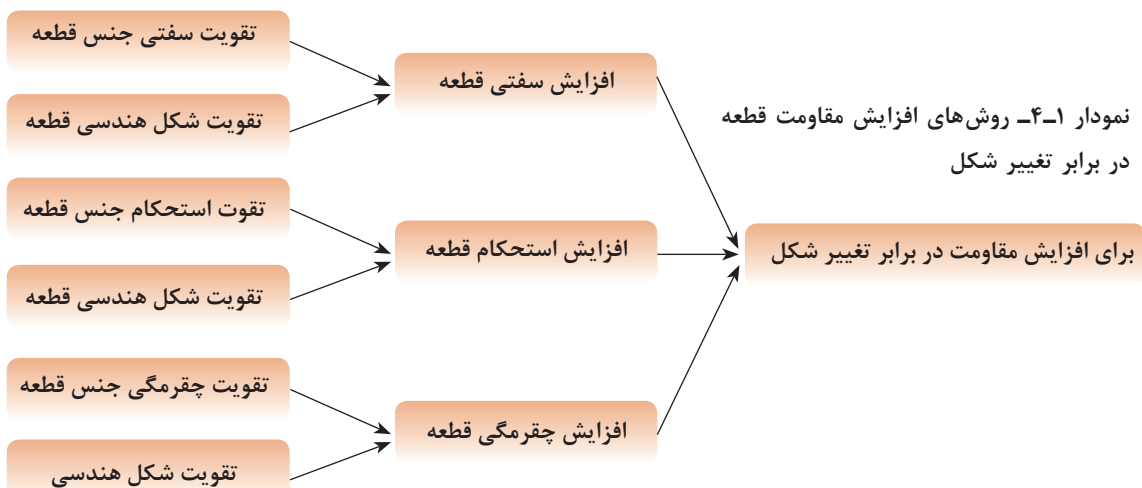 نمودار ۱ـ۴ـ روش‌های افزایش مقاومت قطعه
در برابر تغییر شکل
برای افزایش مقاومت در برابر تغییر شکل
افزایش سفتی قطعه
تقویت سفتی جنس قطعه
تقویت شکل هندسی قطعه
افزایش استحکام قطعه
تقوت استحکام جنس قطعه
تقویت شکل هندسی قطعه
افزایش چقرمگی قطعه
تقویت چقرمگی جنس قطعه
تقویت شکل هندسی